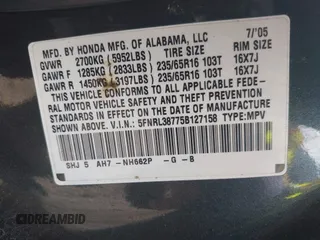 MFD. BY HONDA MFG. OF ALABAMA, LLC 7/'05
GVWR 2700KG (5952LBS) TIRE SIZE RIM SIZE
GAWR F 1285KG (2833LBS) 235/65R16 103T 16X7J
GAWR R 1450KG (3197LBS) 235/65R16 103T 16X7J
THIS VEHICLE CONFORMS TO ALL APPLICABLE FEDE-
RAL MOTOR VEHICLE SAFETY AND THEFT PREVENTION
STANDARDS IN EFFECT ON THE DATE OF MANUFACTURE
SHOWN ABOVE. V.I.N.: 5FNRL38775B127158 TYPE:MPV
SHJ 5 AH7 -NH662P -G -B
AUTOBIDMASTER